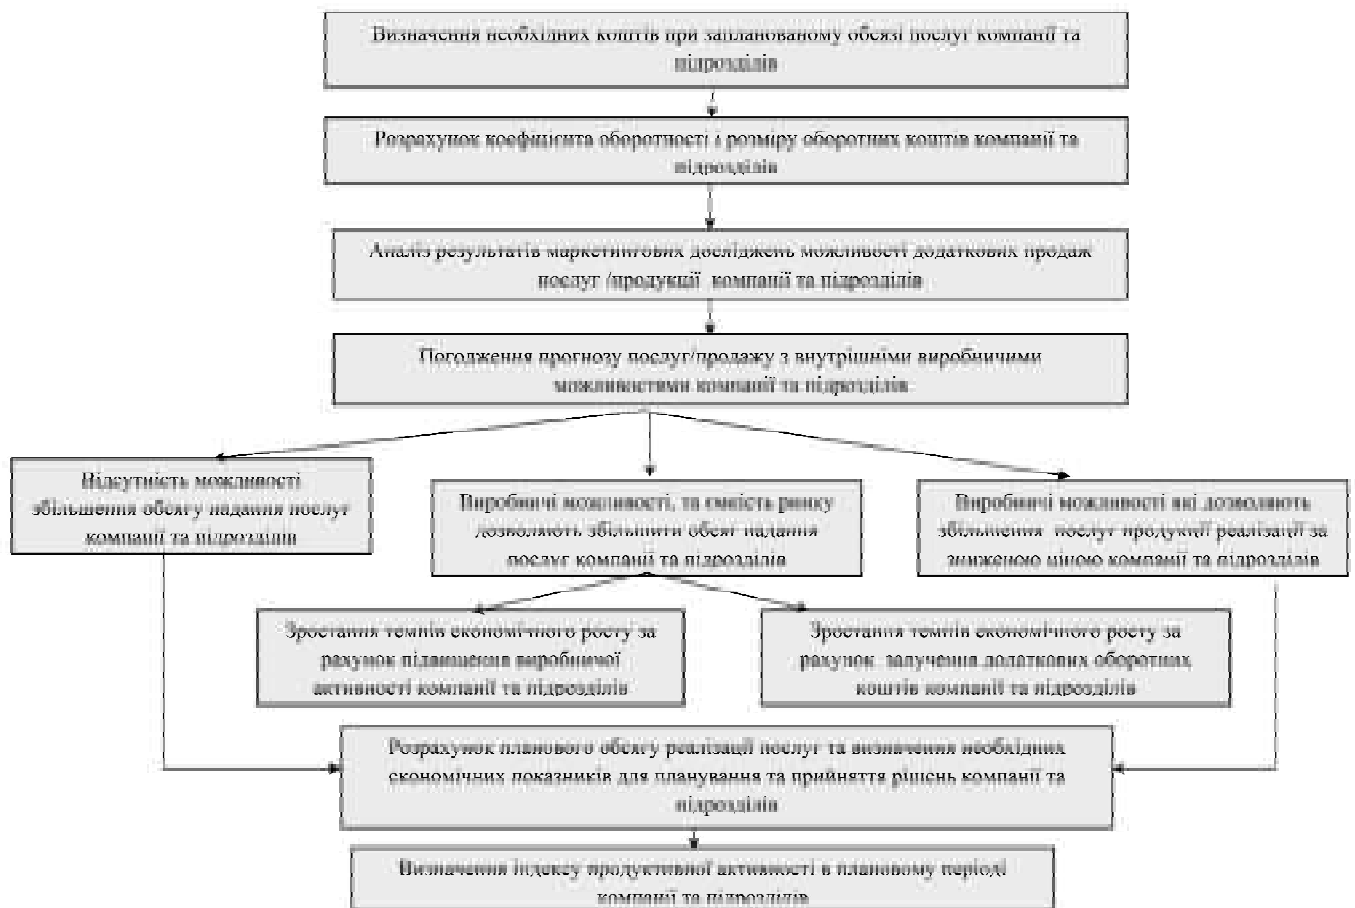 Визначення необхідних коштів при запланованому обсязі послуг компанії та
підрозділів
Розрахунок коефіцієнта оборотності і розміру оборотних коштів компанії та
підрозділів
Аналіз результатів маркетингових досліджень можливості додаткових продаж
послуг /продукції компанії та підрозділів
Погодження прогнозу послуг/продажу з внутрішніми виробничими
можливостями компанії та підрозділів
Відсутність можливості
збільшення обсягу надання послуг
компанії та підрозділів
Виробничі можливості, та ємність ринку
дозволяють збільшити обсяг надання
послуг компанії та підрозділів
Виробничі можливості які дозволяють
збільшення послуг продукції реалізації за
зниженою ціною компанії та підрозділів
Зростання темпів економічного росту за
рахунок підвищення виробничої
активності компанії та підрозділів
Зростання темпів економічного росту за
рахунок залучення додаткових оборотних
коштів компанії та підрозділів
Розрахунок планового обсягу реалізації послуг та визначення необхідних
економічних показників для планування та прийняття рішень компанії та
підрозділів
Визначення індексу продуктивної активності в плановому періоді
компанії та підрозділів